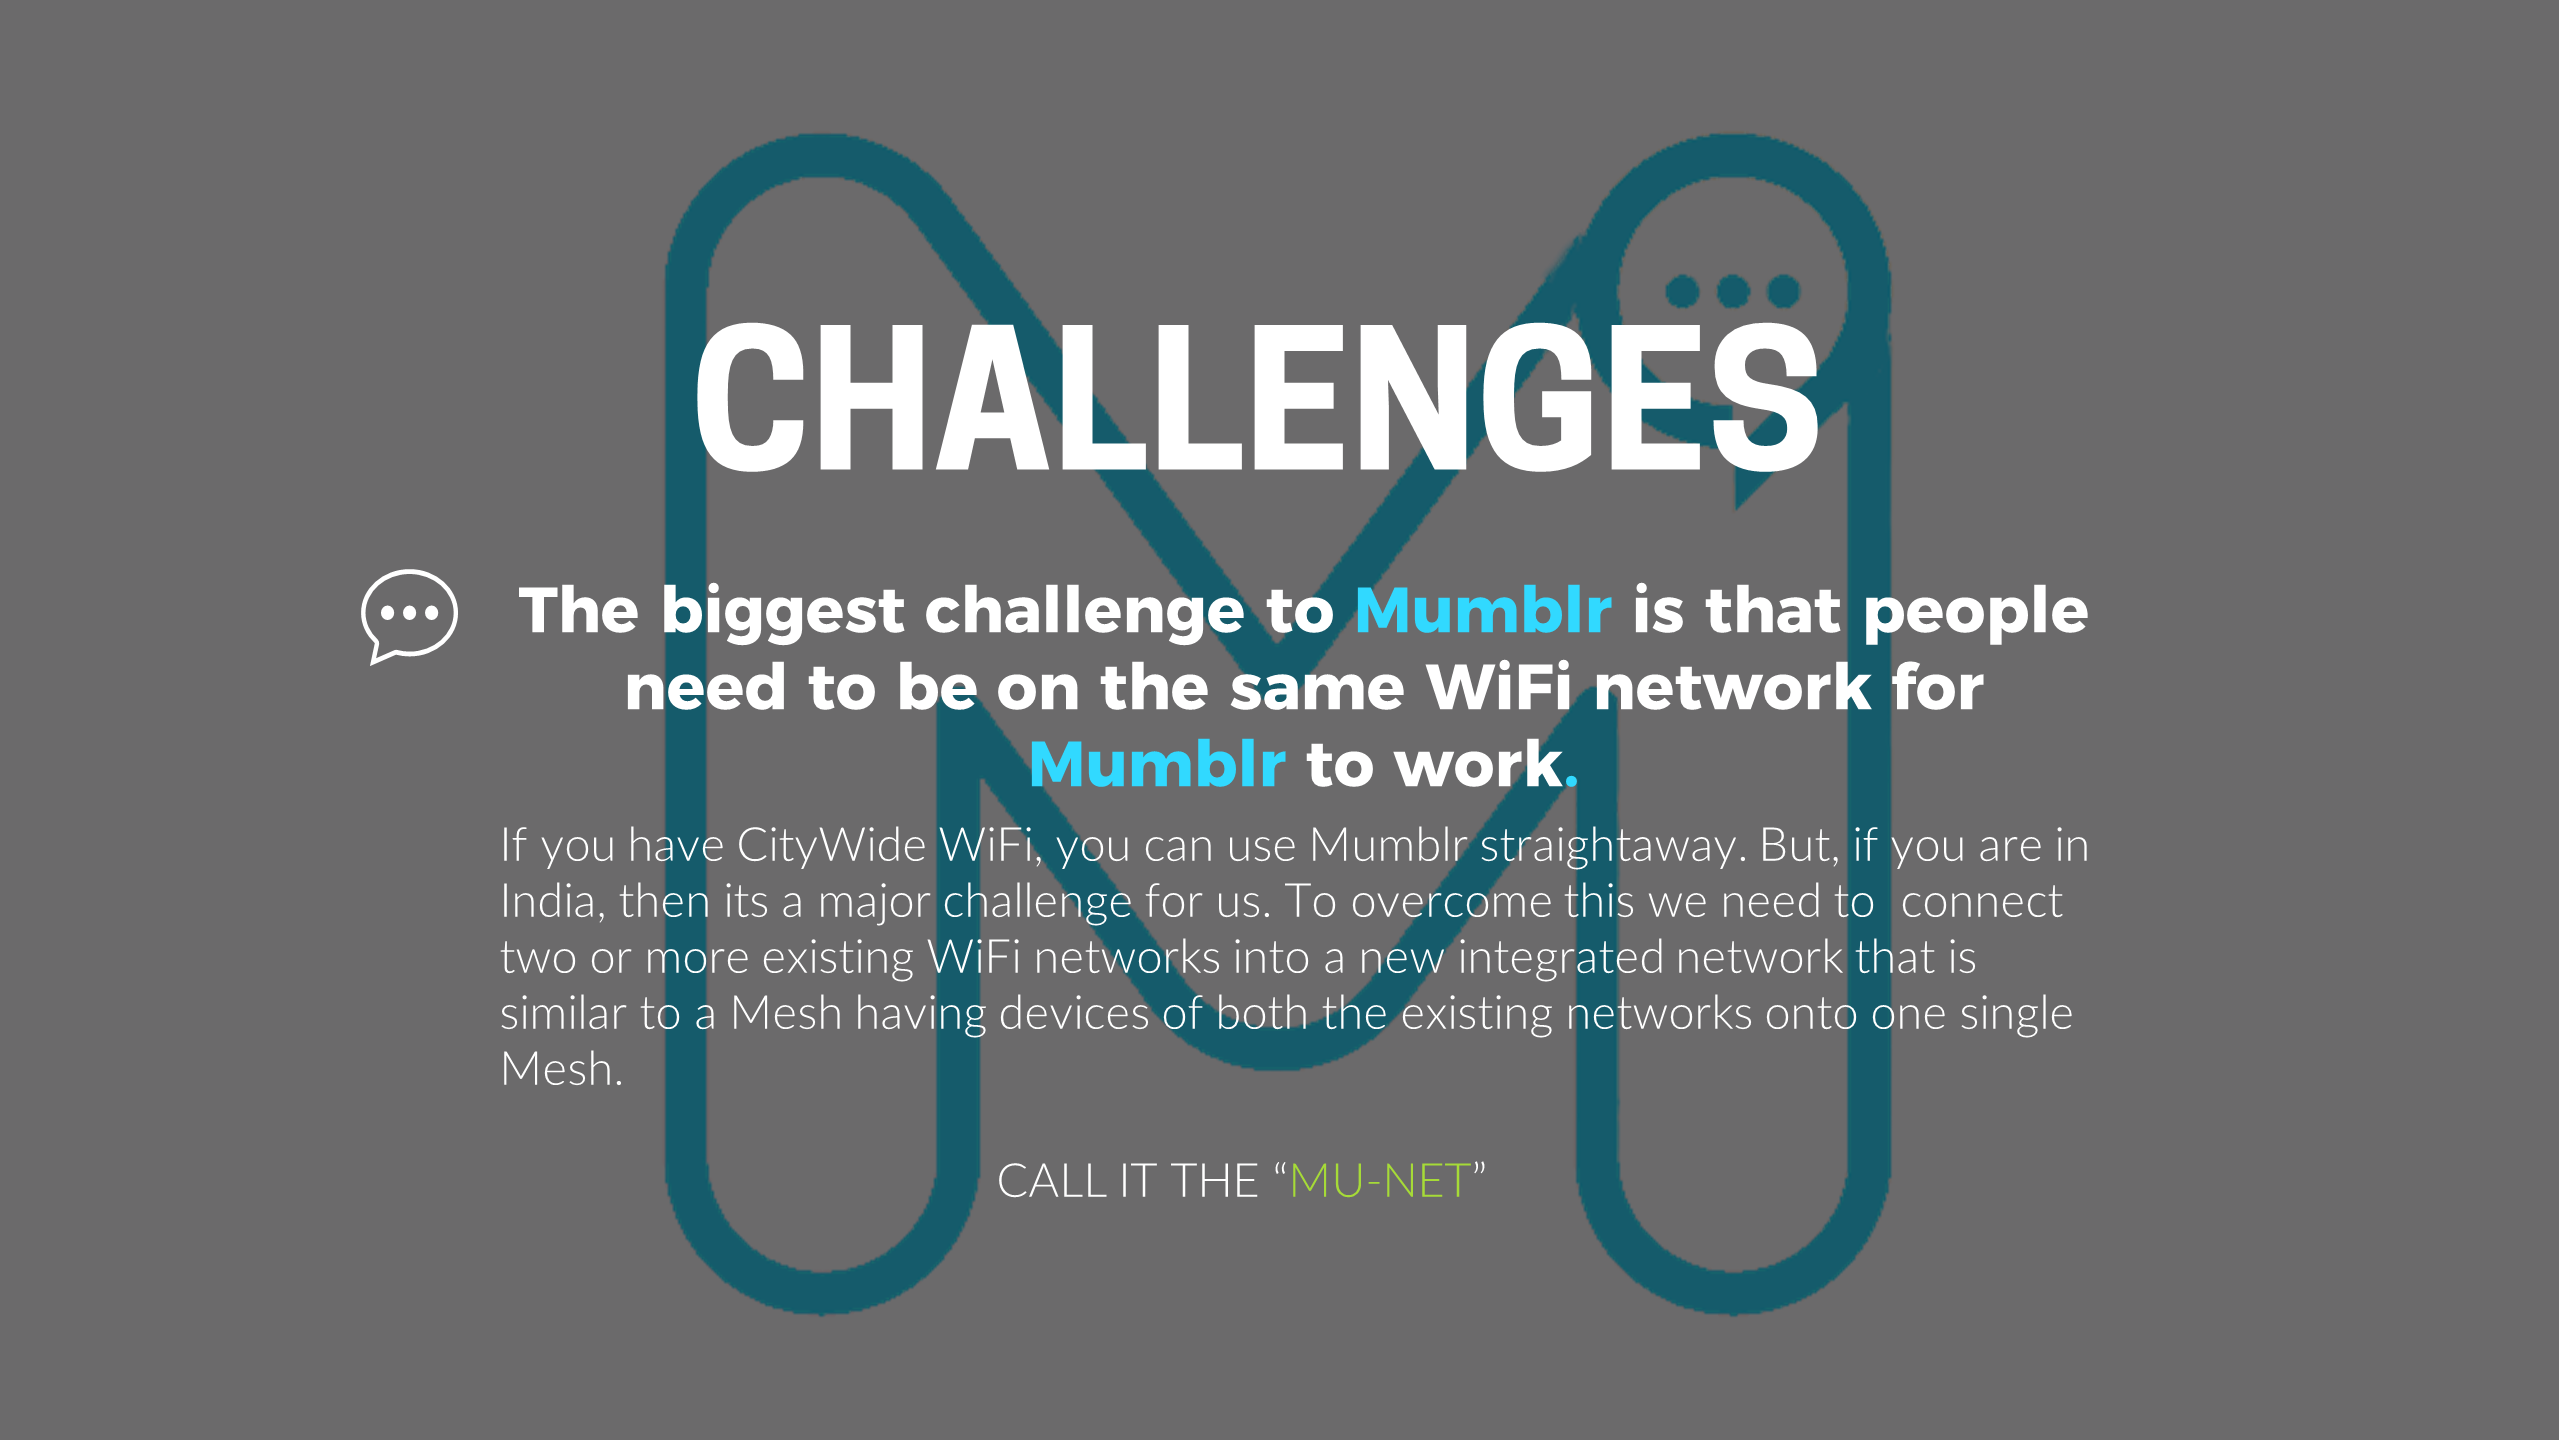 CHALLENGES
The biggest challenge to Mumblr is that people
need to be on the same WiFi network for
Mumblr to work.
If you have CityWide WiFi, you can use Mumblr straightaway. But, if you are in
India, then its a major challenge for us. To overcome this we need to  connect
two or more existing WiFi networks into a new integrated network that is
similar to a Mesh having devices of both the existing networks onto one single
Mesh.
CALL IT THE “MU-NET”